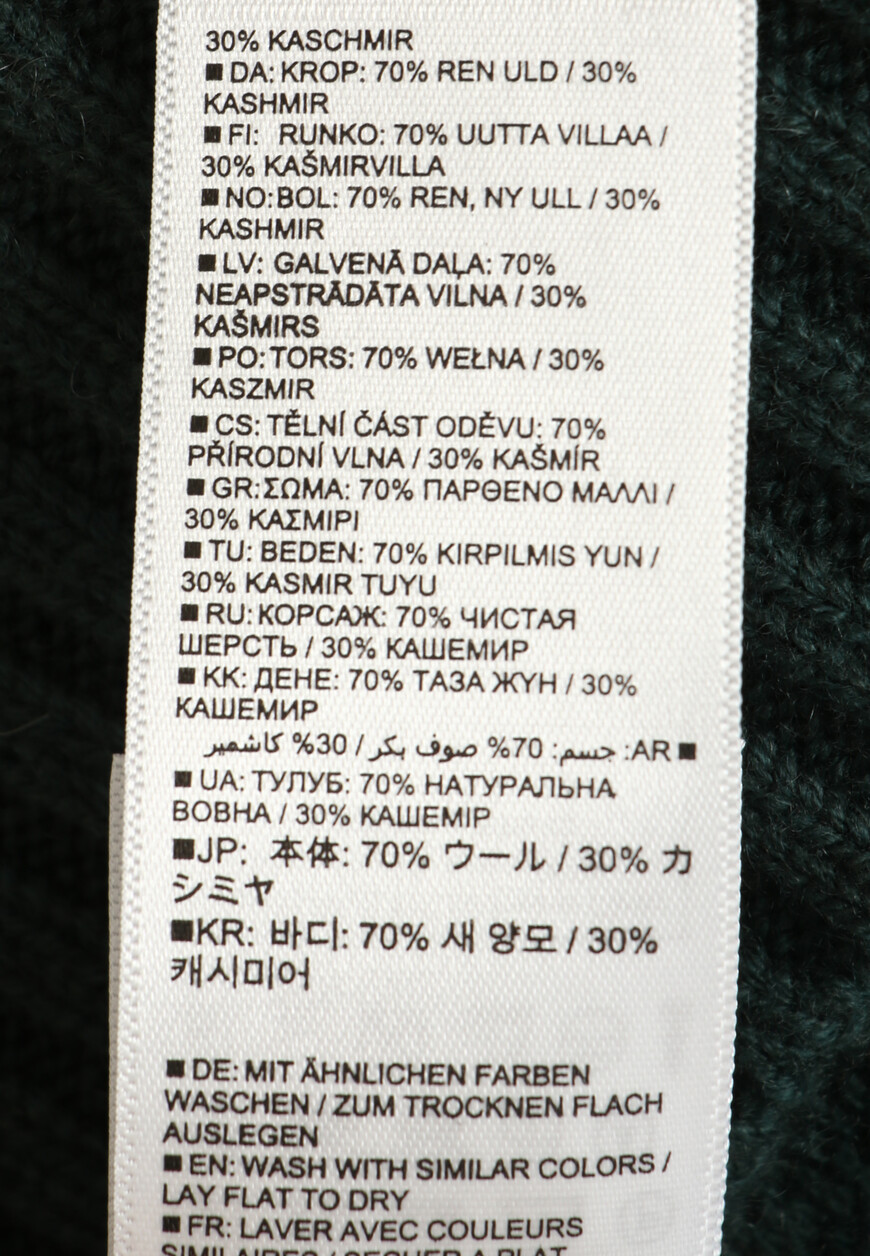 30% KASCHMIR
■ DA: KROP: 70% REN ULD / 30%
KASHMIR
■ FI: RUNKO: 70% UUTTA VILLAA /
30% KAŠMIRVILLA
■ NO: BOL: 70% REN, NY ULL / 30%
KASHMIR
■ LV: GALVENĀ DAĻA: 70%
NEAPSTRĀDĀTA VILNA / 30%
KAŠMIRS
■ PO: TORS: 70% WEŁNA / 30%
KASZMIR
■ CS: TĚLNÍ ČÁST ODĚVU: 70%
PŘÍRODNÍ VLNA / 30% KAŠMÍR
■ GR: ΣΩΜΑ: 70% ΠΑΡΘΕΝΟ ΜΑΛΛΙ /
30% ΚΑΣΜΙΡΙ
■ TU: BEDEN: 70% KIRPILMIS YUN /
30% KASMIR TUYU
■ RU: КОРСАЖ: 70% ЧИСТАЯ
ШЕРСТЬ / 30% КАШЕМИР
■ KK: ДЕНЕ: 70% ТАЗА ЖҮН / 30%
КАШЕМИР
■ AR: جسم: 70% صوف بكر / 30% كاشمير
■ UA: ТУЛУБ: 70% НАТУРАЛЬНА
ВОВНА / 30% КАШЕМІР
■JP: 本体: 70% ウール / 30% カ
シミヤ
■KR: 바디: 70% 새 양모 / 30%
캐시미어
■ DE: MIT ÄHNLICHEN FARBEN
WASCHEN / ZUM TROCKNEN FLACH
AUSLEGEN
■ EN: WASH WITH SIMILAR COLORS /
LAY FLAT TO DRY
■ FR: LAVER AVEC COULEURS
SIMILAIRES / SECHER A PLAT